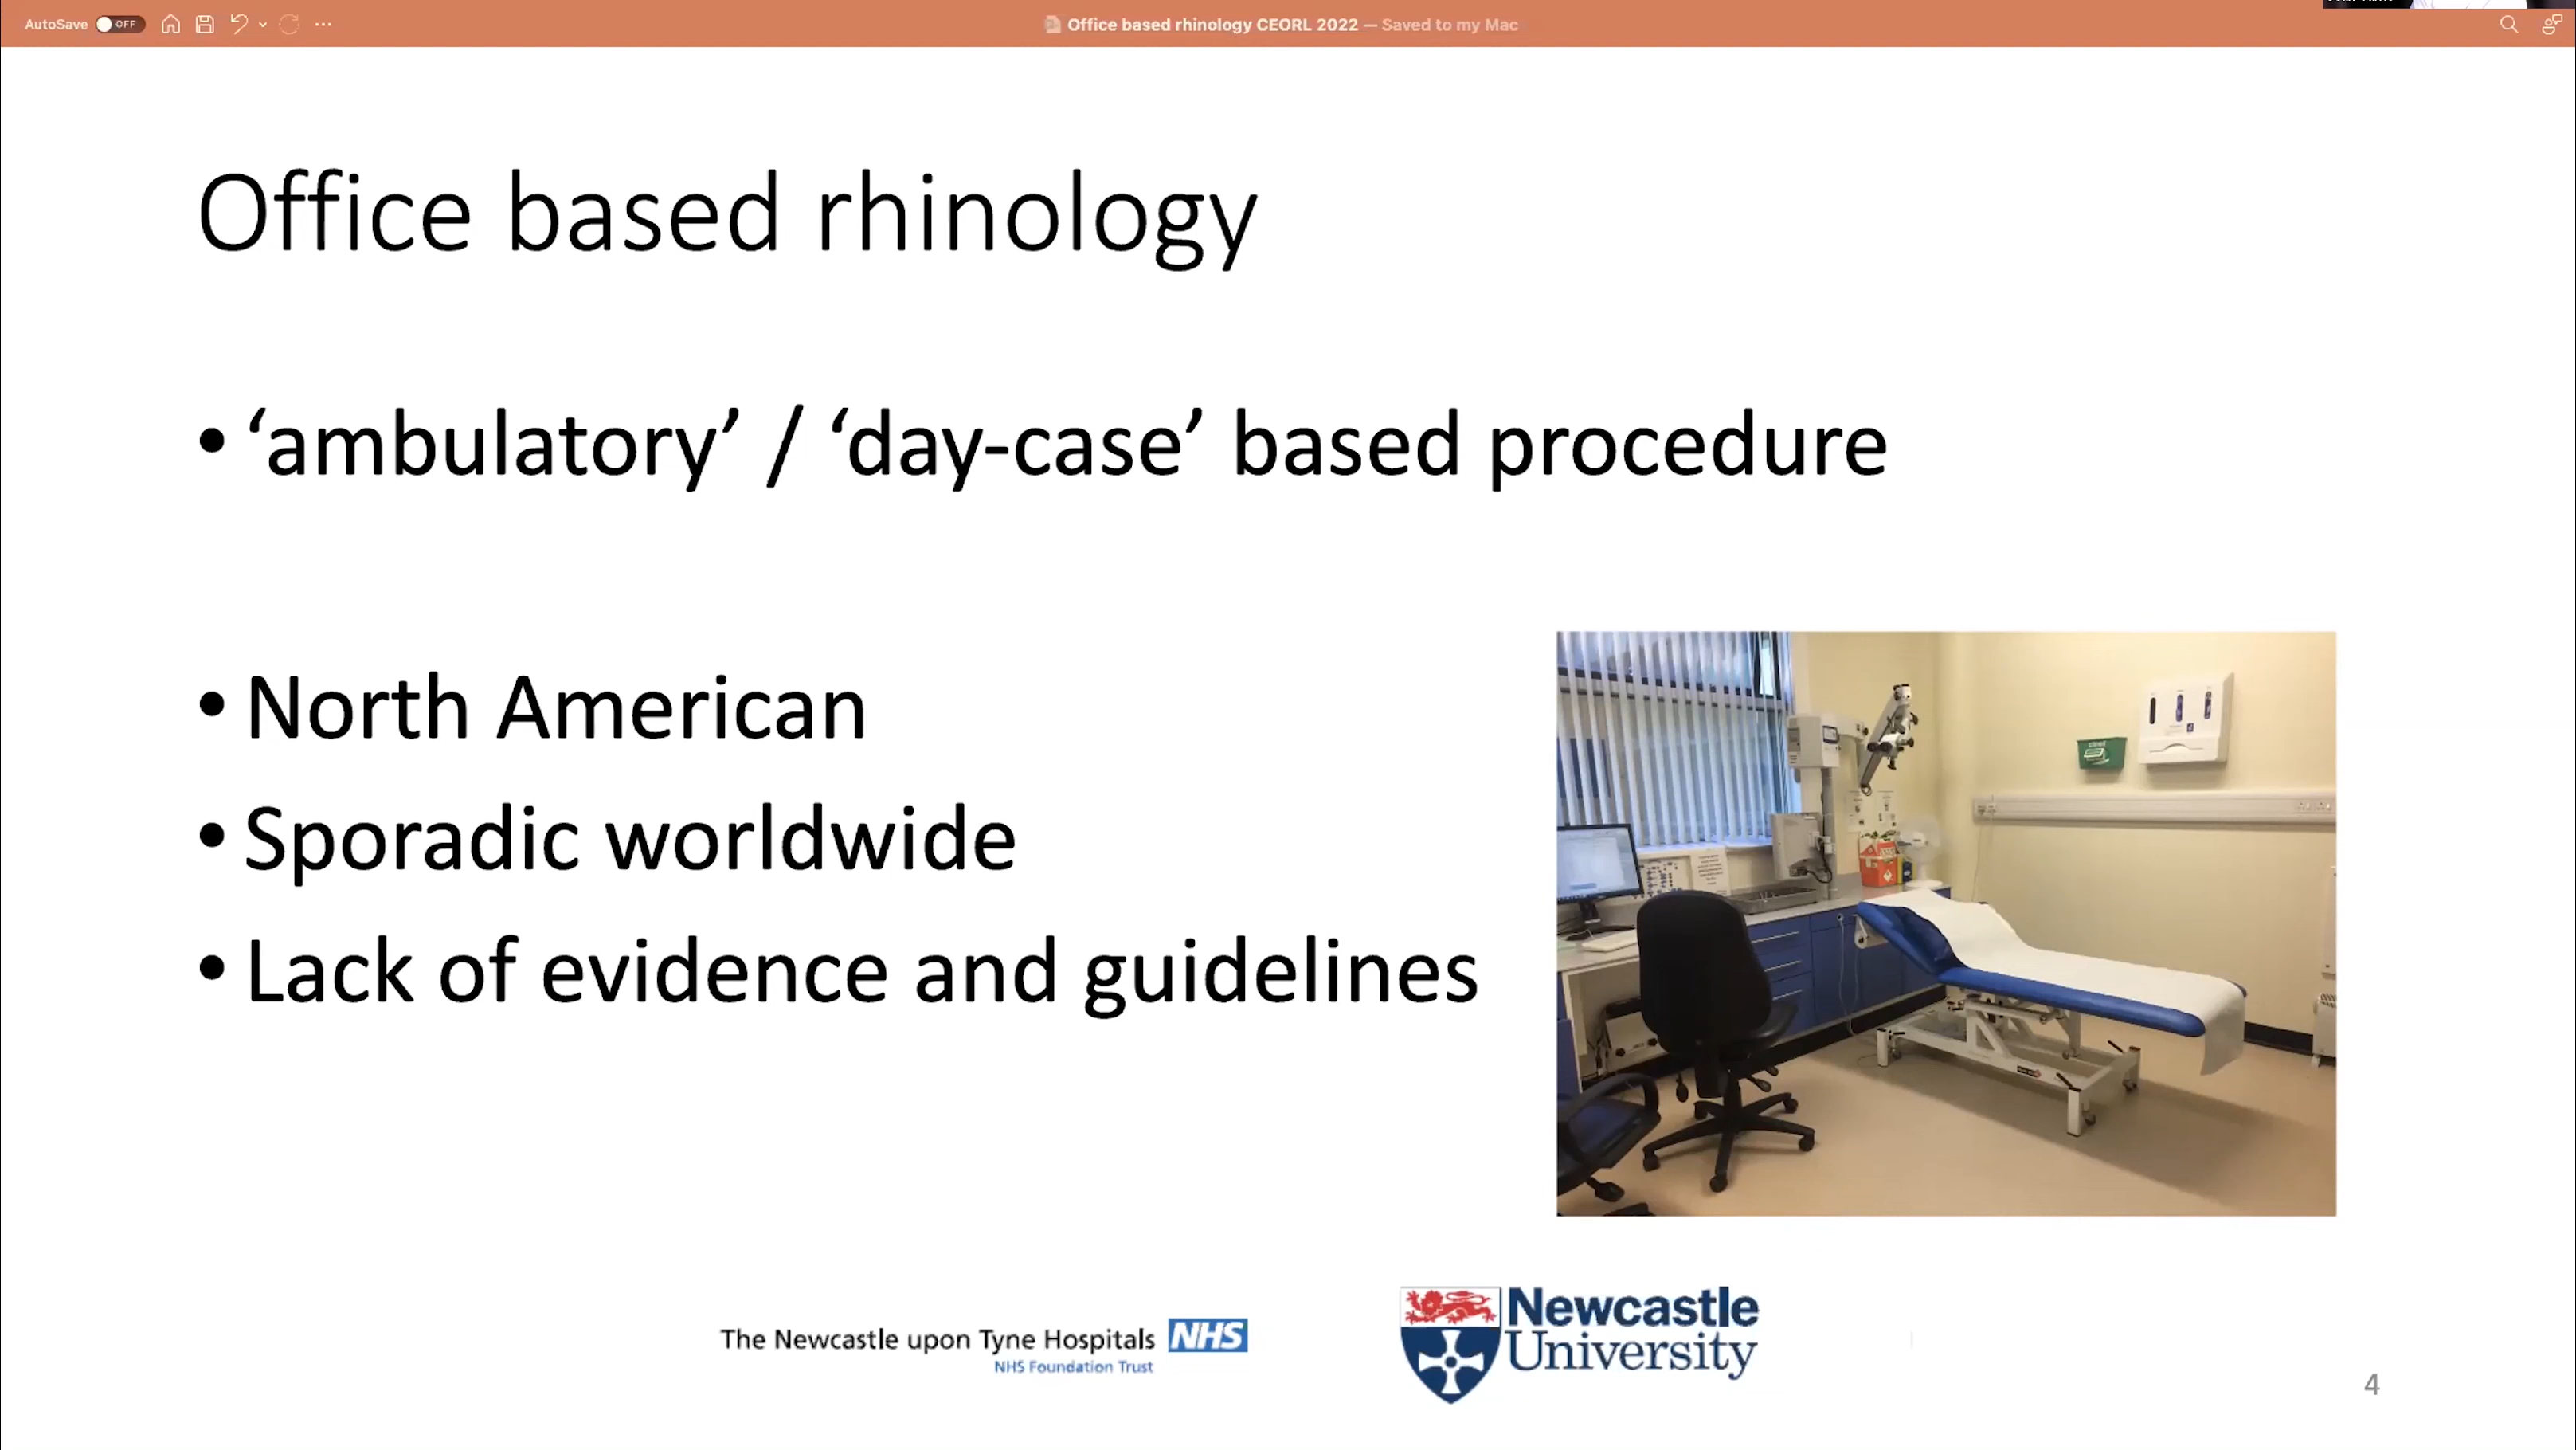 AutoSave OFF
Office based rhinology CEORL 2022 — Saved to my Mac
Office based rhinology
• ‘ambulatory’ / ‘day-case’ based procedure
• North American
• Sporadic worldwide
• Lack of evidence and guidelines
The Newcastle upon Tyne Hospitals NHS
NHS Foundation Trust
Newcastle
University
4